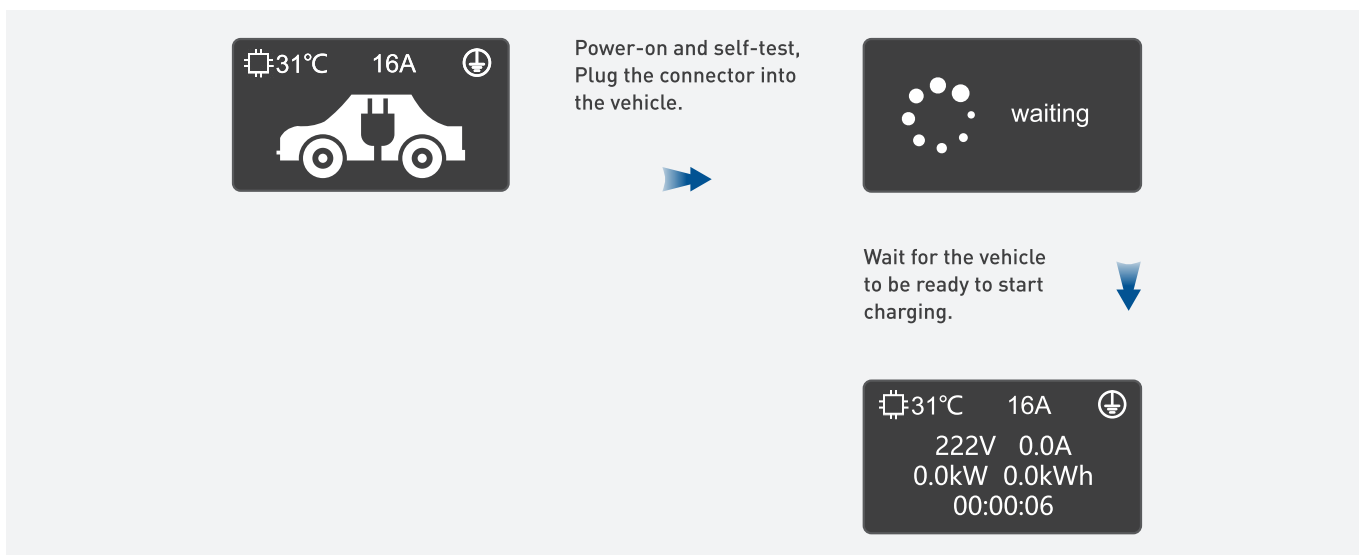 31℃ 16A
Power-on and self-test,
Plug the connector into
the vehicle.
waiting
Wait for the vehicle
to be ready to start
charging.
31℃ 16A
222V 0.0A
0.0kW 0.0kWh
00:00:06